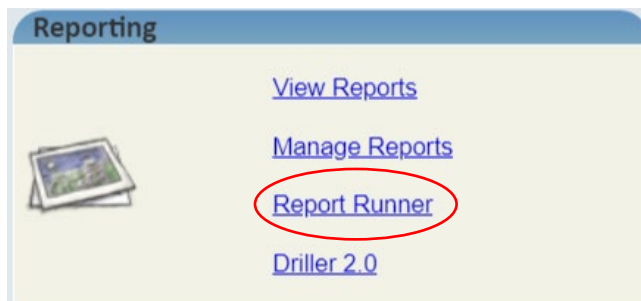 Reporting
View Reports
Manage Reports
Report Runner
Driller 2.0